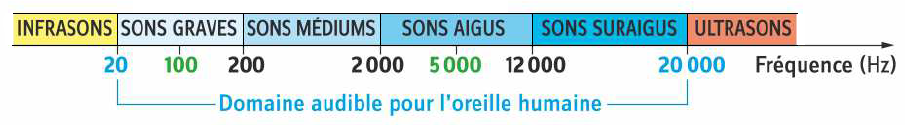 INFRASONS SONS GRAVES SONS MÉDIUMS SONS AIGUS SONS SURAIGUS ULTRASONS
20 100 200 2 000 5 000 12 000 20 000 Fréquence (Hz)
Domaine audible pour l'oreille humaine